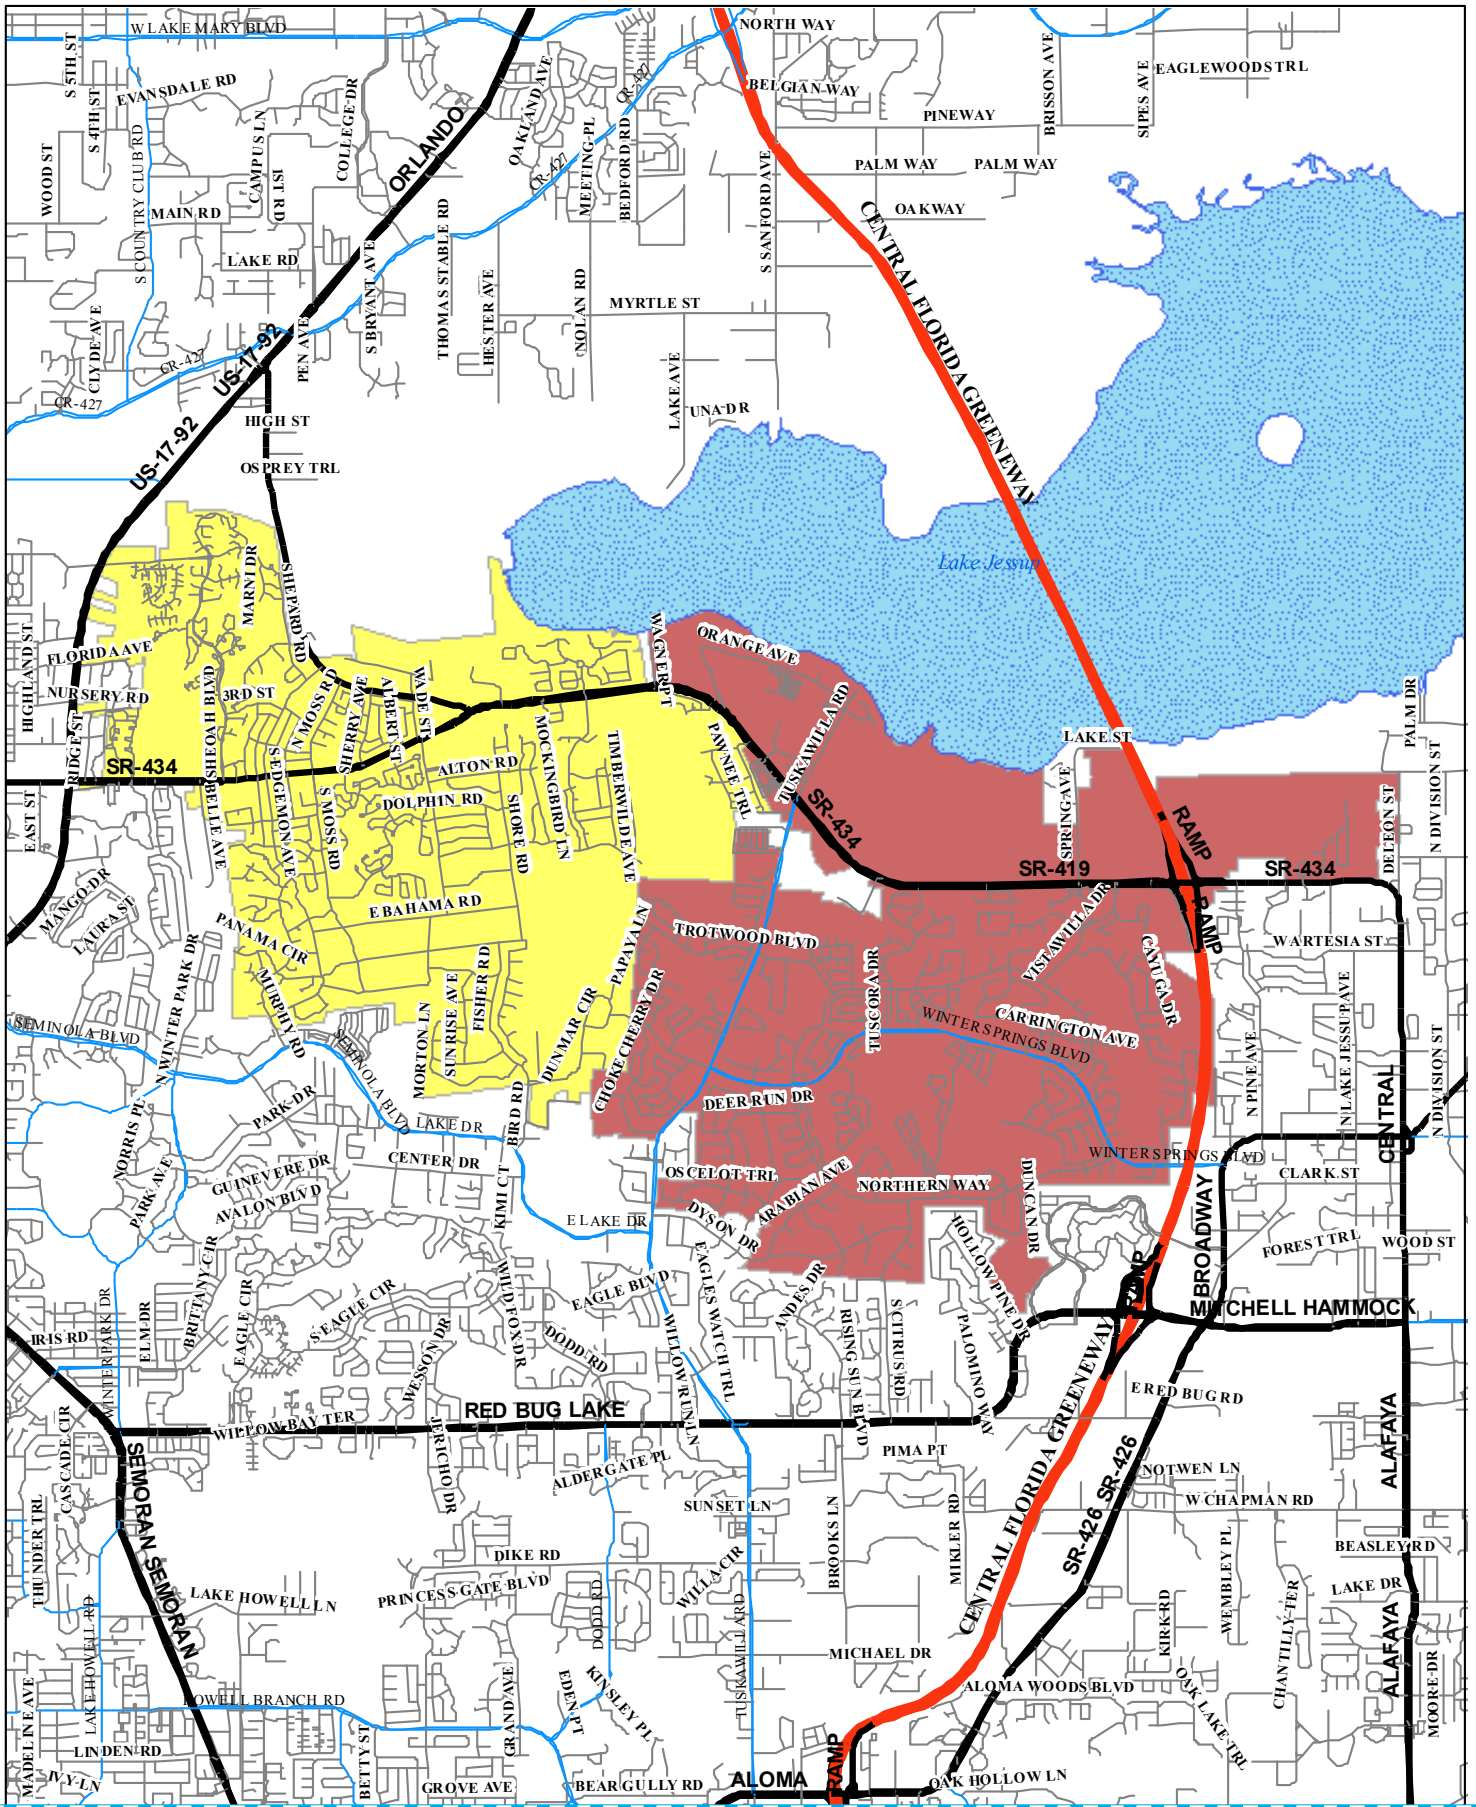 W LAKE MARY BLVD
NORTH WAY
S 5TH ST
EVANSDALE RD
S 4TH ST
COLLEGE DR
OAKLAND AVE
CR-427
BELGIAN WAY
BRISSON AVE
SIPES AVE
EAGLEWOODS TRL
PINEWAY
WOOD ST
S COUNTRY CLUB RD
CAMPUS LN
1ST RD
ORLANDO
CR-427
MEETING PL
BEDFORD RD
S SANFORD AVE
PALM WAY
PALM WAY
MAIN RD
OAKWAY
LAKE RD
S BRYANT AVE
THOMAS STABLE RD
HESTER AVE
NOLAN RD
MYRTLE ST
CENTRAL FLORIDA GREENEWAY
CLYDE AVE
CR-427
US-17-92
PEN AVE
CR-427
LAKE AVE
UNA DR
HIGH ST
US-17-92
OSPREY TRL
Lake Jessup
MARNI DR
SHEPARD RD
HIGHLAND ST
FLORIDA AVE
WAGNER PT
ORANGE AVE
NURSERY RD
SHEOAH BLVD
3RD ST
N MOSS RD
SHERRY AVE
ALBERT ST
WADE ST
TUSKAWILLA RD
PALM DR
RIDGE ST
SR-434
S EDGEMON AVE
ALTON RD
MOCKINGBIRD LN
TIMBERWILDE AVE
PAWNEE TRL
LAKE ST
SPRING AVE
N DIVISION ST
EAST ST
BELLE AVE
S MOSS RD
DOLPHIN RD
SHORE RD
SR-434
RAMP
DELEON ST
SR-419
SR-434
MANGO DR
LAURA ST
PANAMA CIR
E BAHAMA RD
PAPAYA LN
TROTWOOD BLVD
VISTAWILLA DR
RAMP
WARTESIA ST
N WINTER PARK DR
MURPHY RD
MORTON LN
SUNRISE AVE
FISHER RD
DUNMAR CIR
CHOKECHERRY DR
TUSCORA DR
CAYUGA DR
CARRINGTON AVE
WINTER SPRINGS BLVD
N LAKE JESSUP AVE
SEMINOLA BLVD
SEMINOLA BLVD
N PINE AVE
N DIVISION ST
CENTRAL
DEER RUN DR
NORRIS PL
PARK DR
LAKE DR
BIRD RD
PARK AVE
GUINEVERE DR
CENTER DR
AVALON BLVD
KIMI CT
OSCELOT TRL
ARABIAN AVE
NORTHERN WAY
DUNCAN DR
WINTER SPRINGS BLVD
CLARK ST
E LAKE DR
DYSON DR
HOLLOW PINE DR
BROADWAY
FOREST TRL
WOOD ST
BRITTANY CIR
EAGLE CIR
S EAGLE CIR
WILD FOX DR
EAGLE BLVD
EAGLES WATCH TRL
ANDES DR
RAMP
MITCHELL HAMMOCK
IRIS RD
ELM DR
WINTER PARK DR
WESSON DR
DODD RD
WILLOW RUN LN
RISING SUN BLVD
S CITRUS RD
PALOMINO WAY
CENTRAL FLORIDA GREENEWAY
E RED BUG RD
CASCADE CIR
WILLOW BAY TER
RED BUG LAKE
JERICHO DR
ALDERGATE PL
PIMA PT
ALAFAYA
SEMORAN
SEMORAN
THUNDER TRL
SUNSET LN
BROOKS LN
MIKLER RD
SR-426
SR-426
NOTWEN LN
W CHAPMAN RD
DIKE RD
PRINCESS GATE BLVD
LAKE HOWELL LN
LAKE HOWELL RD
DODD RD
WILLA CIR
TUSKAWILLA RD
KIRK RD
WEMBLEY PL
CHANTILLY TER
BEASLEY RD
LAKE DR
ALAFAYA
MICHAEL DR
MADELINE AVE
HOWELL BRANCH RD
GRAND AVE
EDEN PT
KINSLEY PL
ALOMA WOODS BLVD
OAK LAKE TRL
MOORE DR
LINDEN RD
IVY LN
BETTY ST
GROVE AVE
BEAR GULLY RD
ALOMA
RAMP
OAK HOLLOW LN